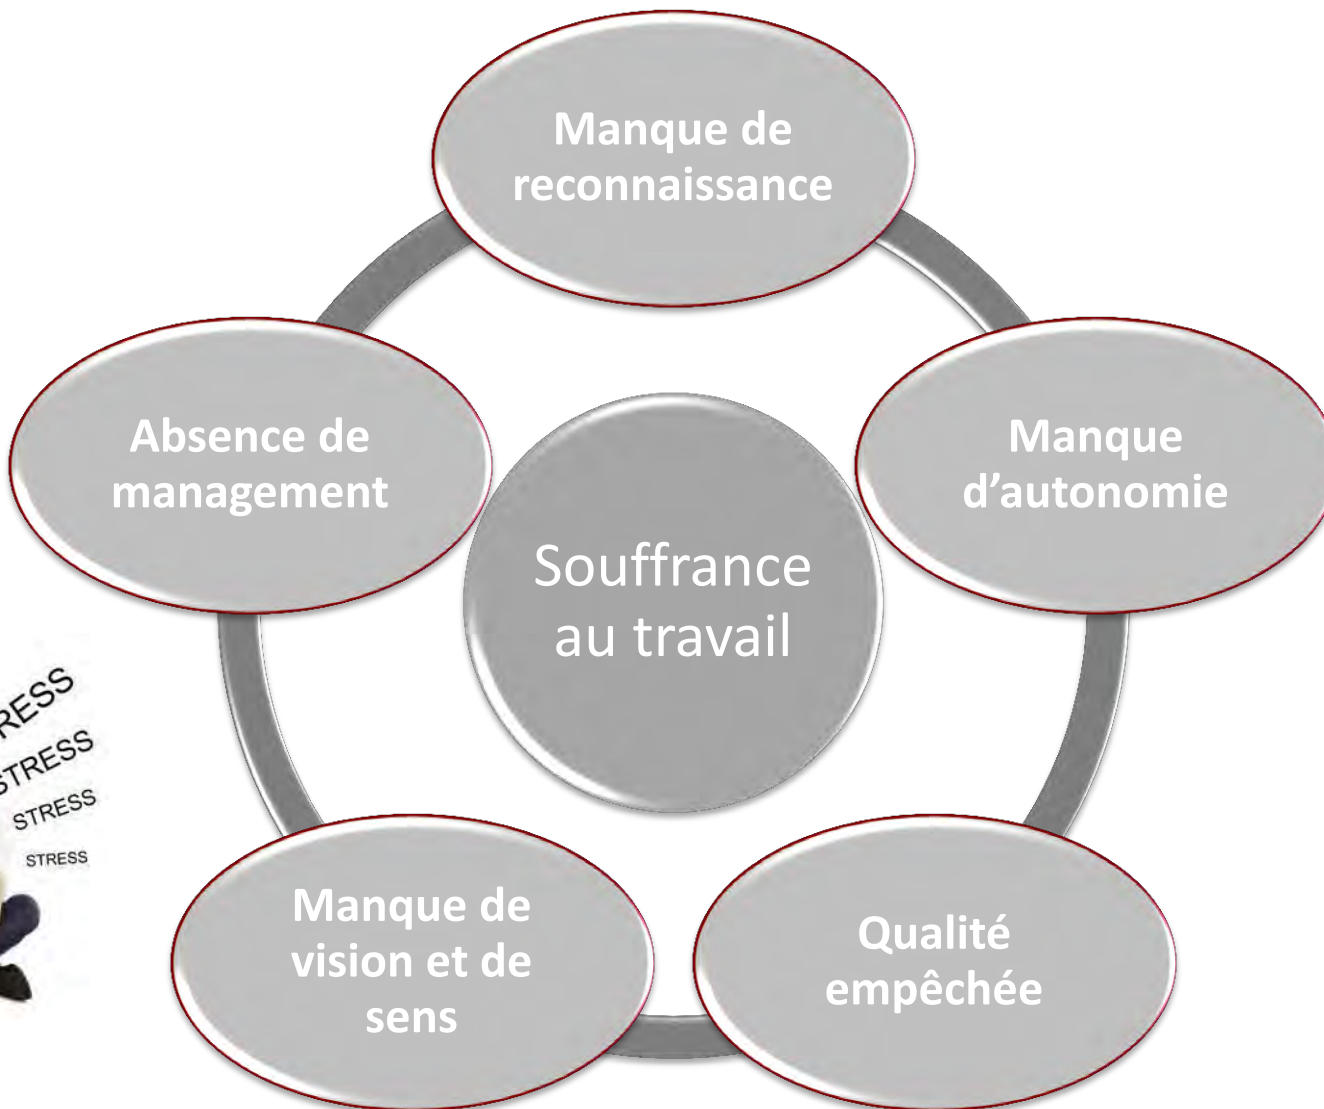 Manque de
reconnaissance
Absence de
management
Manque
d’autonomie
Souffrance
au travail
STRESS
STRESS
STRESS
Manque de
vision et de
sens
Qualité
empêchée